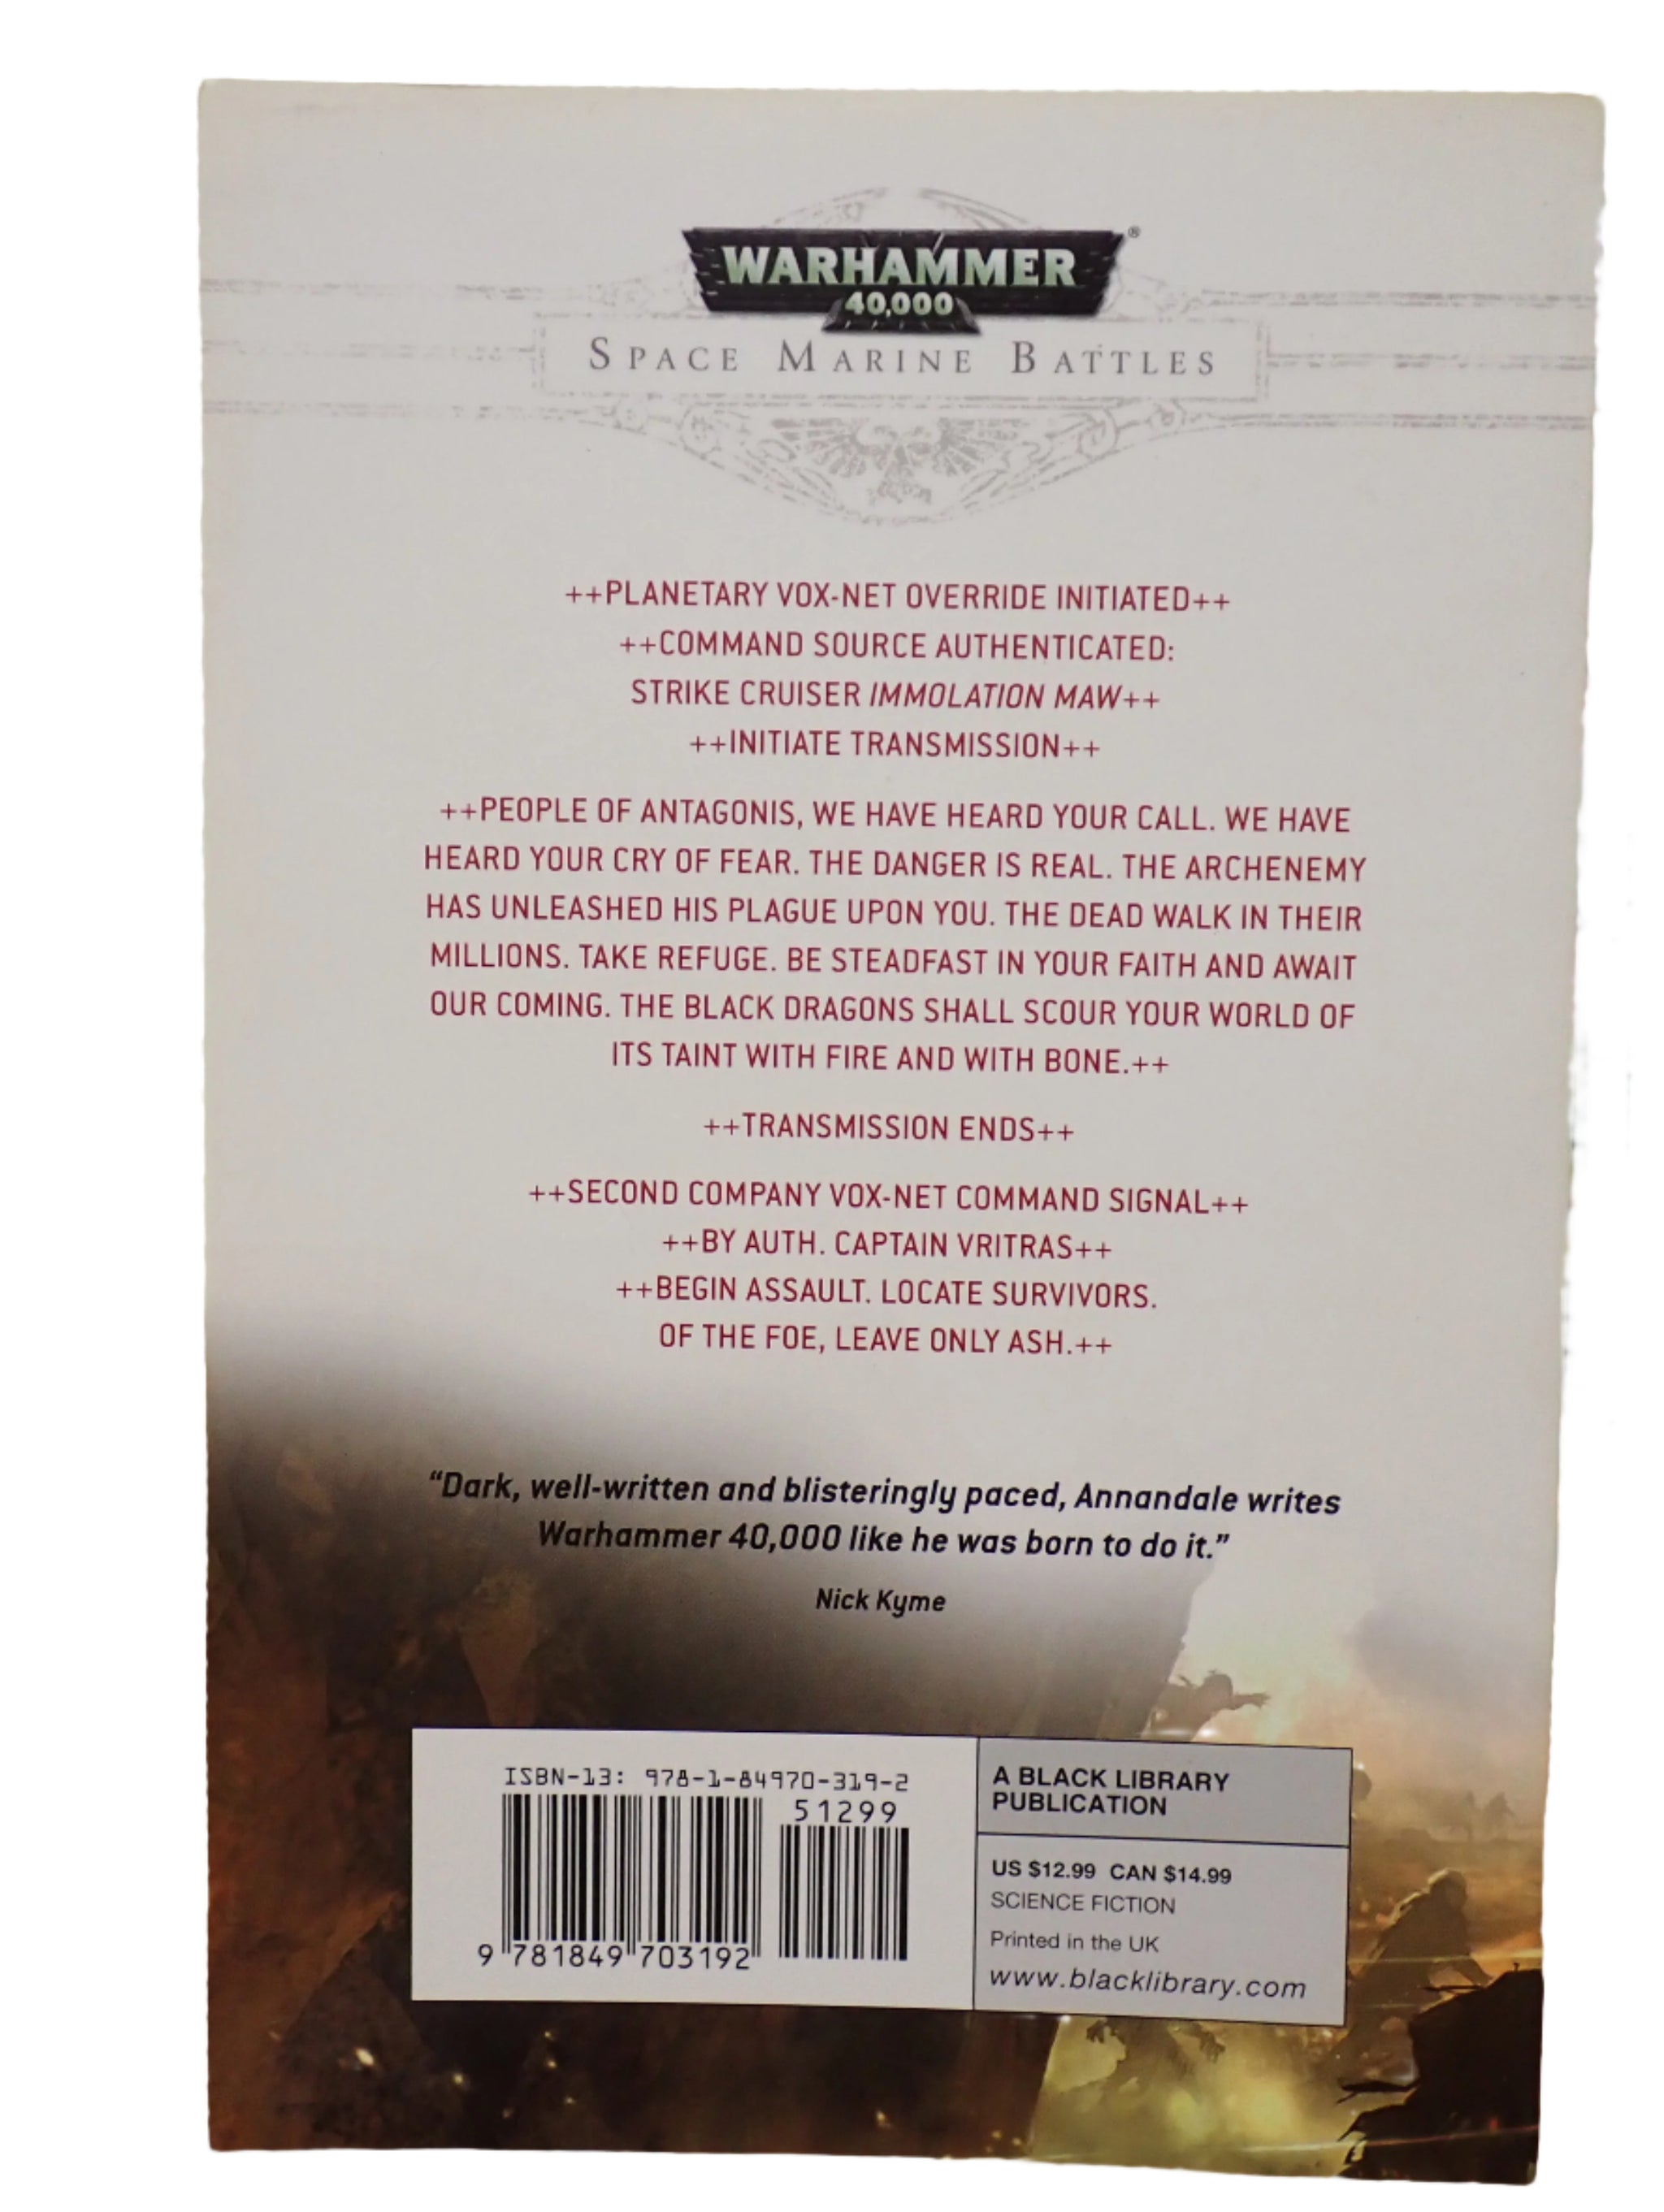 WARHAMMER®
40,000
SPACE MARINE BATTLES
++PLANETARY VOX-NET OVERRIDE INITIATED++
++COMMAND SOURCE AUTHENTICATED:
STRIKE CRUISER IMMOLATION MAW++
++INITIATE TRANSMISSION++
++PEOPLE OF ANTAGONIS, WE HAVE HEARD YOUR CALL. WE HAVE
HEARD YOUR CRY OF FEAR. THE DANGER IS REAL. THE ARCHENEMY
HAS UNLEASHED HIS PLAGUE UPON YOU. THE DEAD WALK IN THEIR
MILLIONS. TAKE REFUGE. BE STEADFAST IN YOUR FAITH AND AWAIT
OUR COMING. THE BLACK DRAGONS SHALL SCOUR YOUR WORLD OF
ITS TAINT WITH FIRE AND WITH BONE.++
++TRANSMISSION ENDS++
++SECOND COMPANY VOX-NET COMMAND SIGNAL++
++BY AUTH. CAPTAIN VRITRAS++
++BEGIN ASSAULT. LOCATE SURVIVORS.
OF THE FOE, LEAVE ONLY ASH.++
“Dark, well-written and blisteringly paced, Annandale writes
Warhammer 40,000 like he was born to do it.”
Nick Kyme
ISBN-13: 978-1-84970-319-2
51299
9 781849 703192
A BLACK LIBRARY
PUBLICATION
US $12.99 CAN $14.99
SCIENCE FICTION
Printed in the UK
www.blacklibrary.com